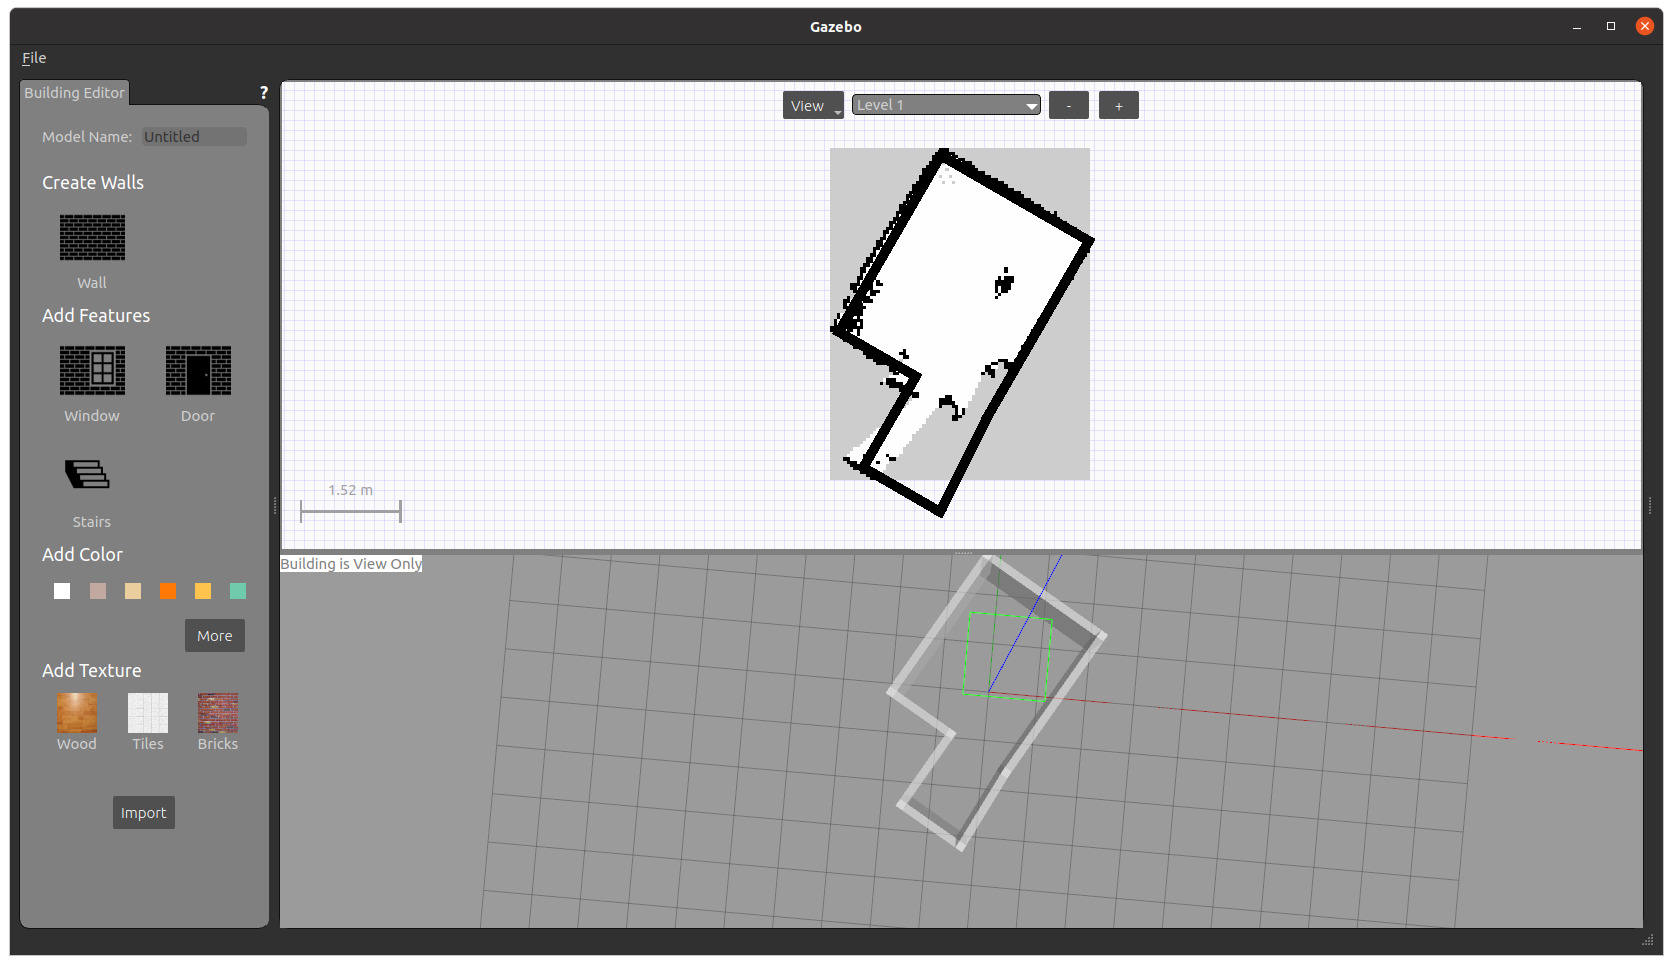 Gazebo
File
Building Editor
?
Model Name: Untitled
Create Walls
Wall
Add Features
Window
Door
Stairs
Add Color
More
Add Texture
Wood
Tiles
Bricks
Import
View
Level 1
-
+
1.52 m
Building is View Only